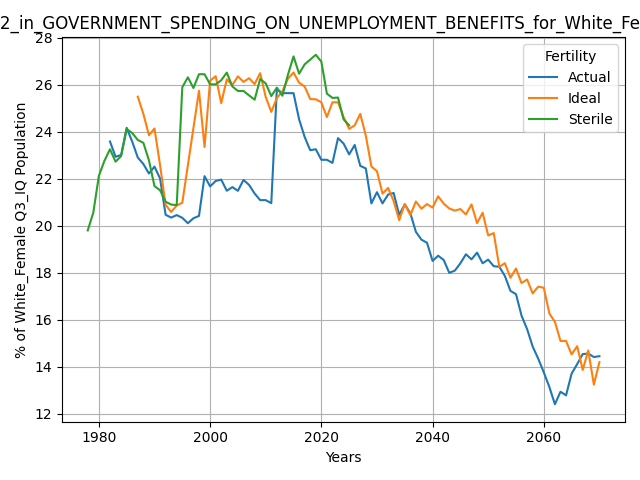 2_in_GOVERNMENT_SPENDING_ON_UNEMPLOYMENT_BENEFITS_for_White_Fe
28
26
24
22
20
18
16
14
12
% of White_Female Q3_IQ Population
Fertility
Actual
Ideal
Sterile
1980 2000 2020 2040 2060
Years